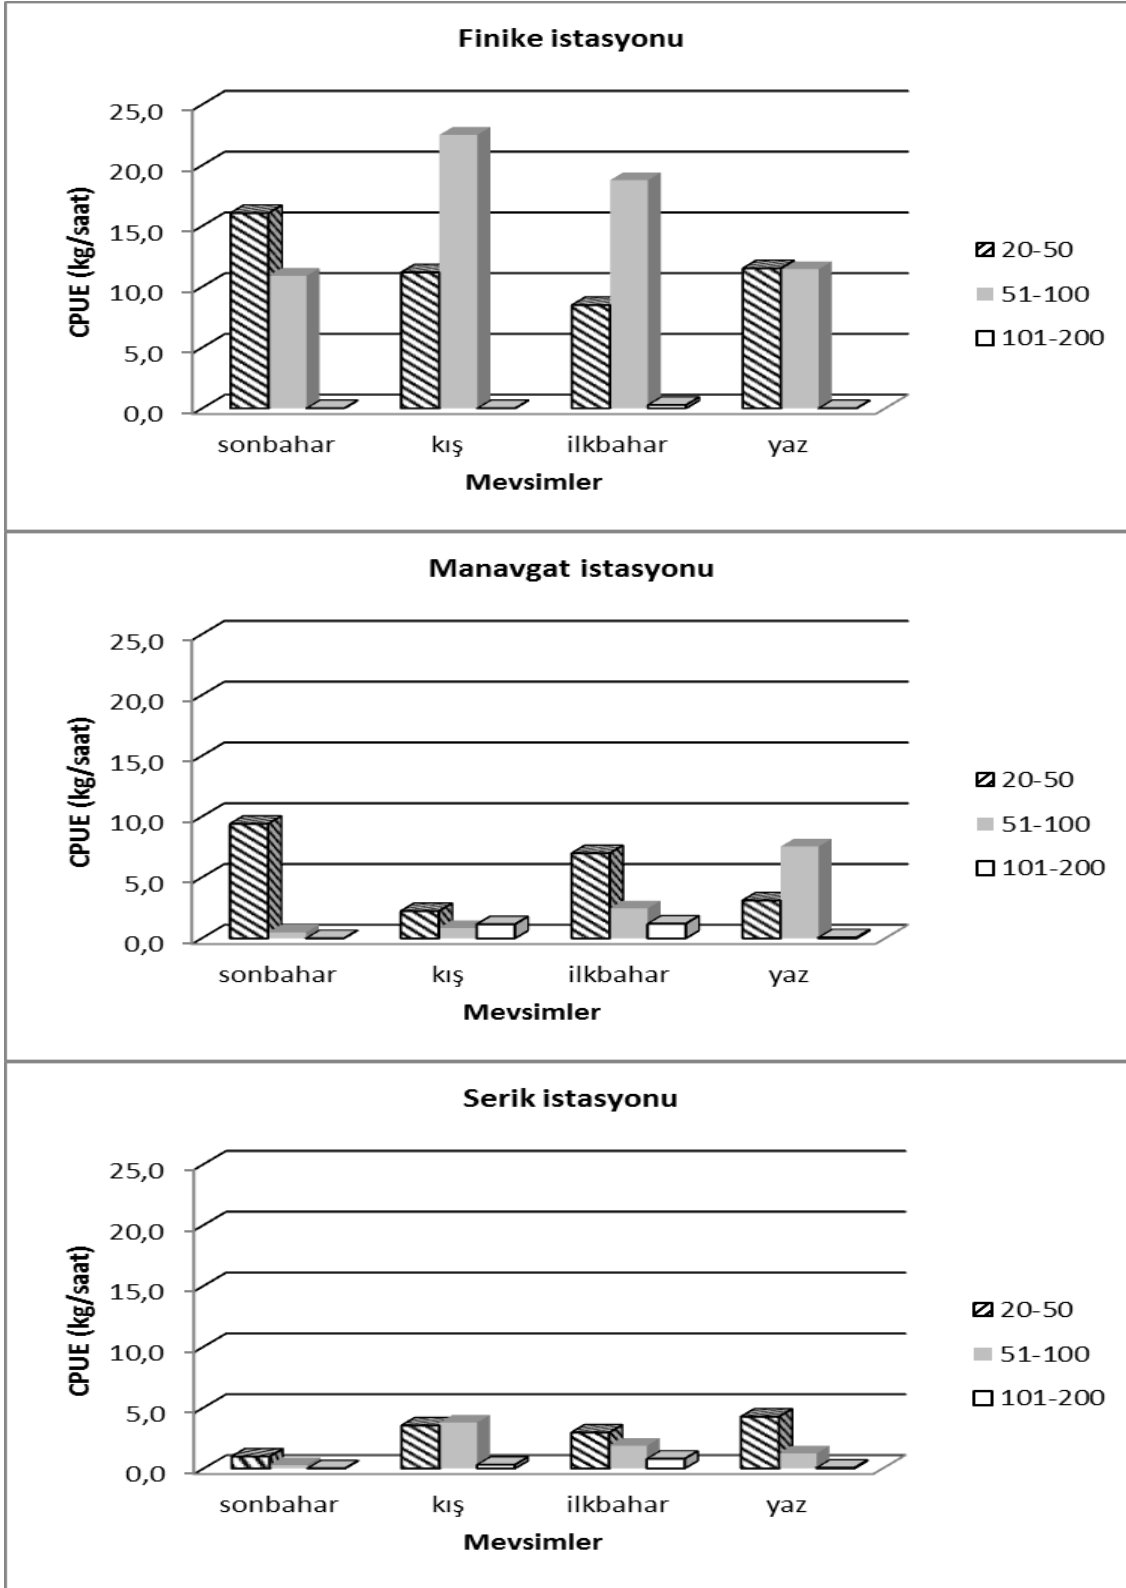 Finike istasyonu
25,0
20,0
15,0
10,0
5,0
0,0
CPUE (kg/saat)
sonbahar kış ilkbahar yaz
Mevsimler
20-50
51-100
101-200
Manavgat istasyonu
25,0
20,0
15,0
10,0
5,0
0,0
CPUE (kg/saat)
sonbahar kış ilkbahar yaz
Mevsimler
20-50
51-100
101-200
Serik istasyonu
25,0
20,0
15,0
10,0
5,0
0,0
CPUE (kg/saat)
sonbahar kış ilkbahar yaz
Mevsimler
20-50
51-100
101-200